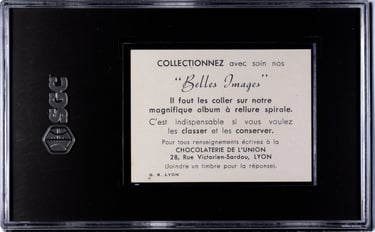 SGC
COLLECTIONNEZ avec soin nos
"Belles Images"
Il faut les coller sur notre
magnifique album à reliure spirale.
C'est indispensable si vous voulez
les classer et les conserver.
Pour tous renseignements écrivez à la
CHOCOLATERIE DE L'UNION
28, Rue Victorien-Sardou, LYON
(Joindre un timbre pour la réponse).
G. R. LYON